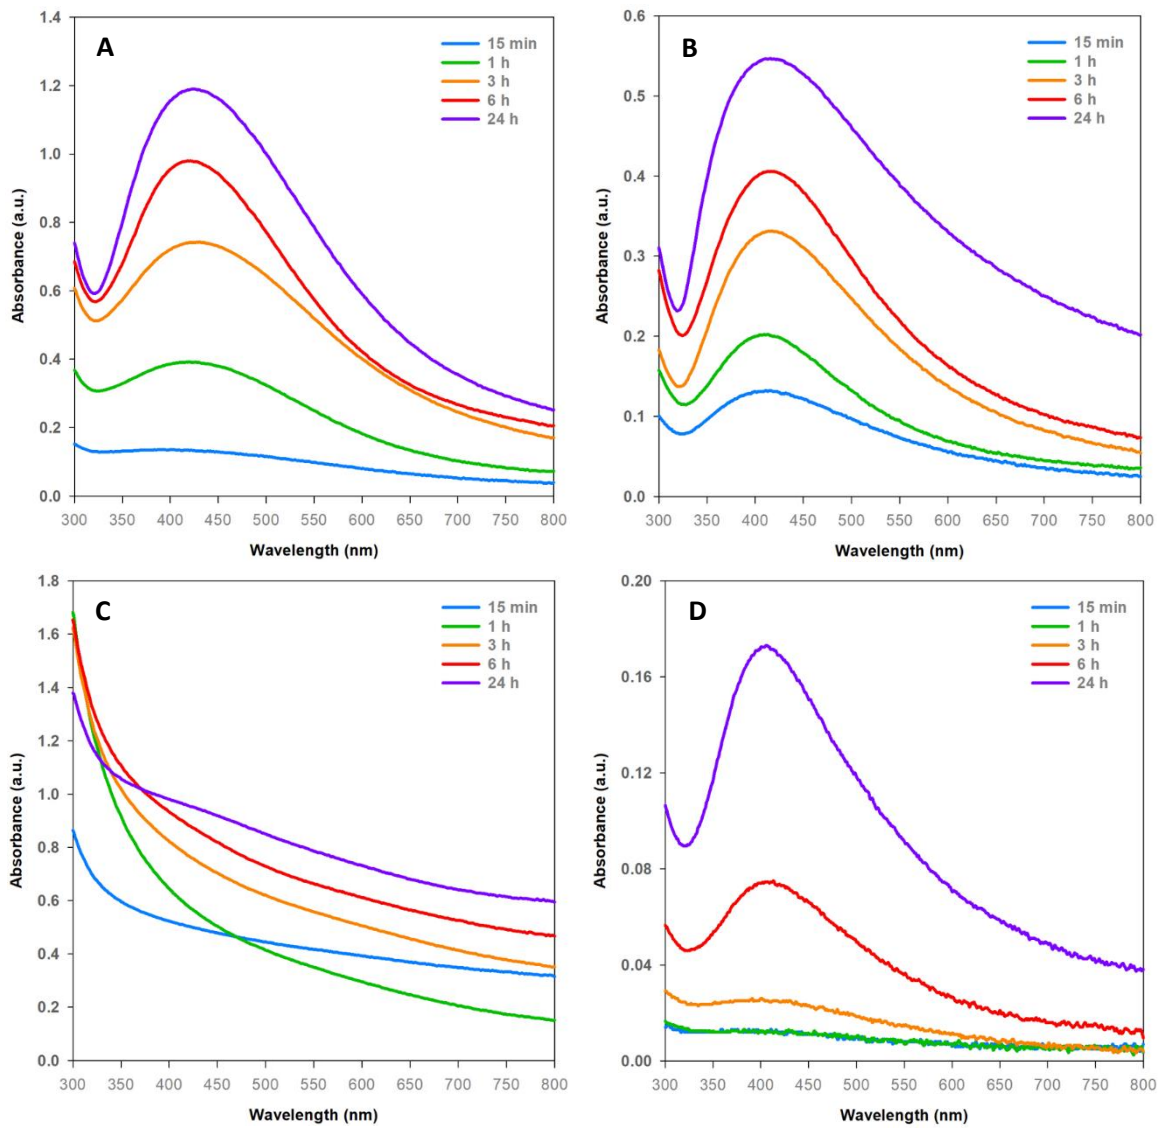 A
15 min
1 h
3 h
6 h
24 h
Absorbance (a.u.)
1.4
1.2
1.0
0.8
0.6
0.4
0.2
0.0
300 350 400 450 500 550 600 650 700 750 800
Wavelength (nm)
B
15 min
1 h
3 h
6 h
24 h
Absorbance (a.u.)
0.6
0.5
0.4
0.3
0.2
0.1
0.0
300 350 400 450 500 550 600 650 700 750 800
Wavelength (nm)
C
15 min
1 h
3 h
6 h
24 h
Absorbance (a.u.)
1.8
1.6
1.4
1.2
1.0
0.8
0.6
0.4
0.2
0.0
300 350 400 450 500 550 600 650 700 750 800
Wavelength (nm)
D
15 min
1 h
3 h
6 h
24 h
Absorbance (a.u.)
0.20
0.16
0.12
0.08
0.04
0.00
300 350 400 450 500 550 600 650 700 750 800
Wavelength (nm)